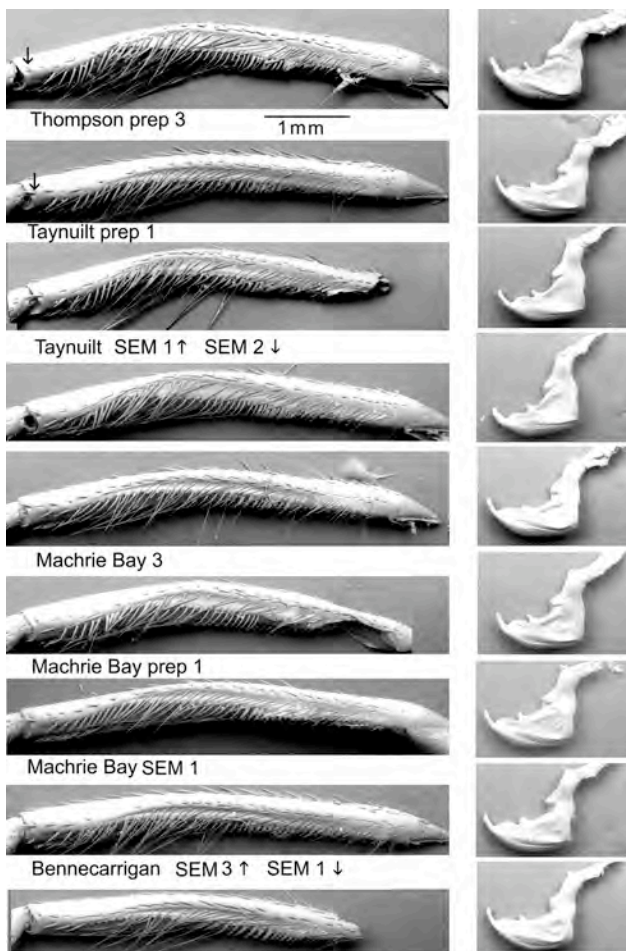 Thompson prep 3
1mm
Taynuilt prep 1
Taynuilt SEM 1↑ SEM 2 ↓
Machrie Bay 3
Machrie Bay prep 1
Machrie Bay SEM 1
Bennecarrigan SEM 3 ↑ SEM 1 ↓